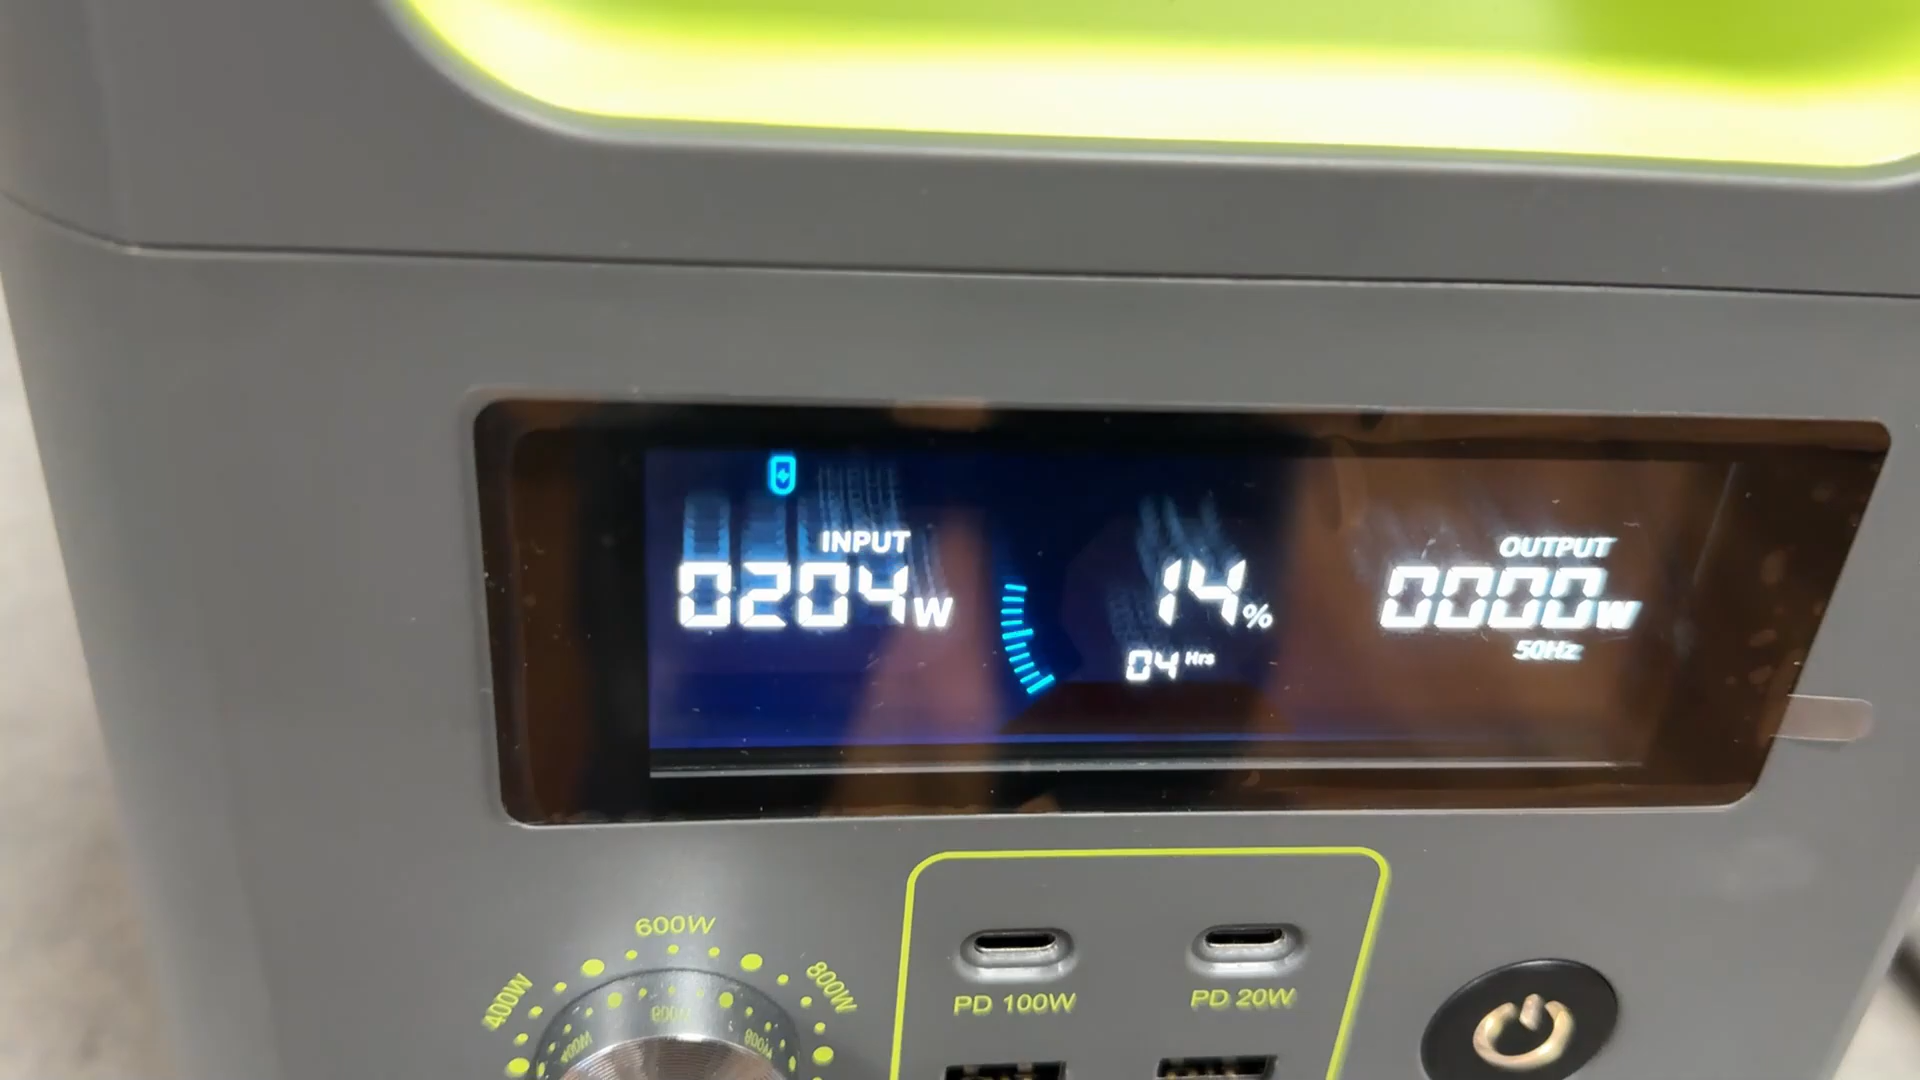 INPUT
0204W
14%
04 Hrs
OUTPUT
0000W
50Hz
600W
400W
800W
PD 100W
PD 20W